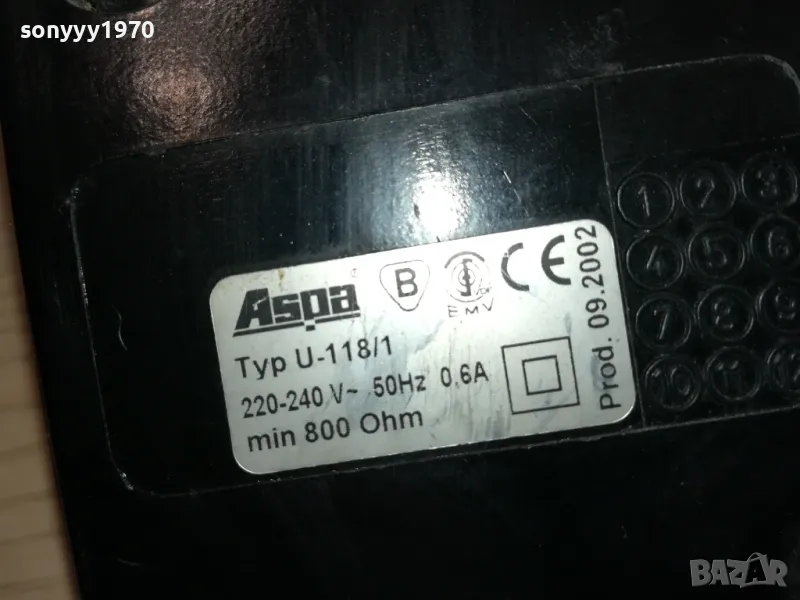 sonyyy1970
Aspa
B
EMV
CE
Typ U-118/1
220-240 V~ 50Hz 0,6A
min 800 Ohm
Prod. 09.2002
1 2 3
4 5 6
7 8 9
10 11 12
BAZAR